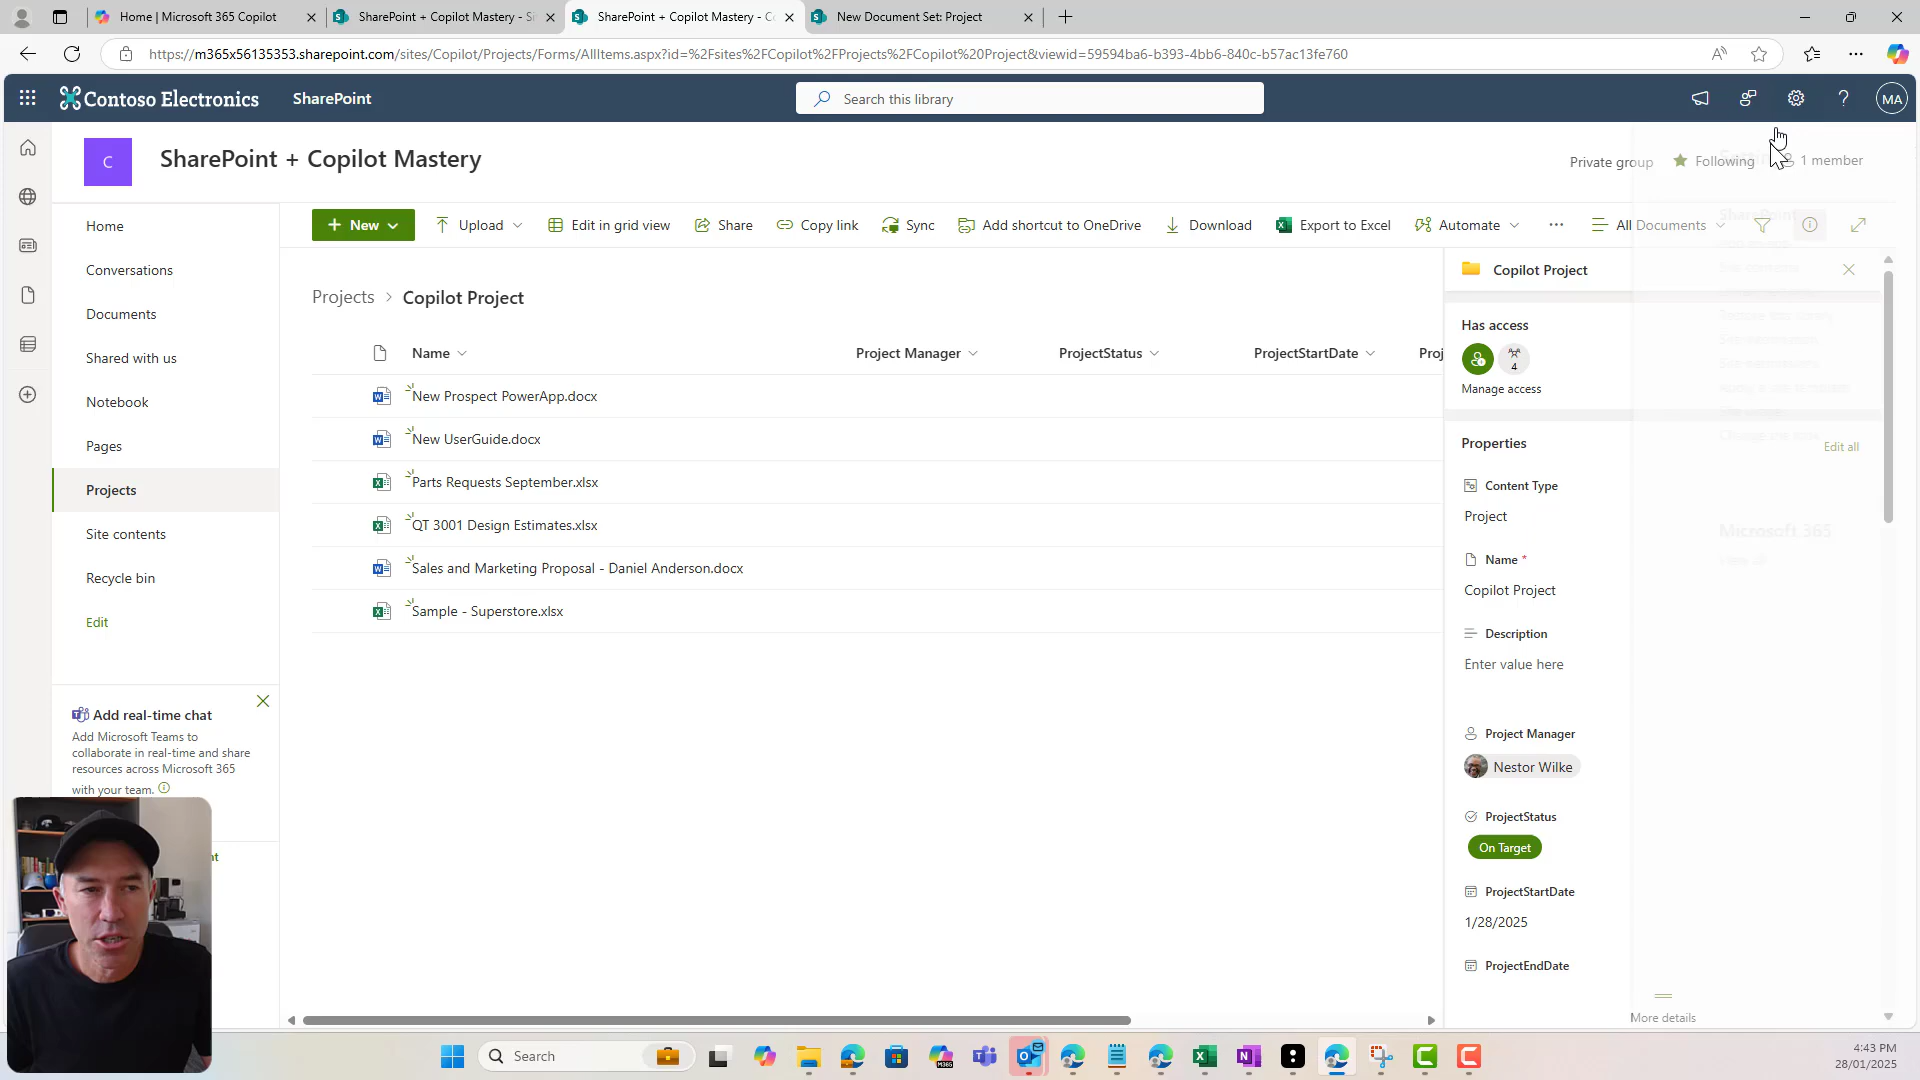 Home | Microsoft 365 Copilot
SharePoint + Copilot Mastery - Si
SharePoint + Copilot Mastery - Co
New Document Set: Project
https://m365x56135353.sharepoint.com/sites/Copilot/Projects/Forms/AllItems.aspx?id=%2Fsites%2FCopilot%2FProjects%2FCopilot%20Project&viewid=59594ba6-b393-4bb6-840c-b57ac13fe760
Contoso Electronics
SharePoint
Search this library
MA
C
SharePoint + Copilot Mastery
Private group
Following
1 member
New
Upload
Edit in grid view
Share
Copy link
Sync
Add shortcut to OneDrive
Download
Export to Excel
Automate
All Documents
Home
Conversations
Documents
Shared with us
Notebook
Pages
Projects
Site contents
Recycle bin
Edit
Add real-time chat
Add Microsoft Teams to
collaborate in real-time and share
resources across Microsoft 365
with your team.
nt
Projects > Copilot Project
Name
Project Manager
ProjectStatus
ProjectStartDate
Proj
New Prospect PowerApp.docx
New UserGuide.docx
Parts Requests September.xlsx
QT 3001 Design Estimates.xlsx
Sales and Marketing Proposal - Daniel Anderson.docx
Sample - Superstore.xlsx
Copilot Project
Has access
4
Manage access
Properties
Edit all
Content Type
Project
Name *
Copilot Project
Description
Enter value here
Project Manager
Nestor Wilke
ProjectStatus
On Target
ProjectStartDate
1/28/2025
ProjectEndDate
More details
SharePoint
Microsoft 365
Search
M365
4:43 PM
28/01/2025